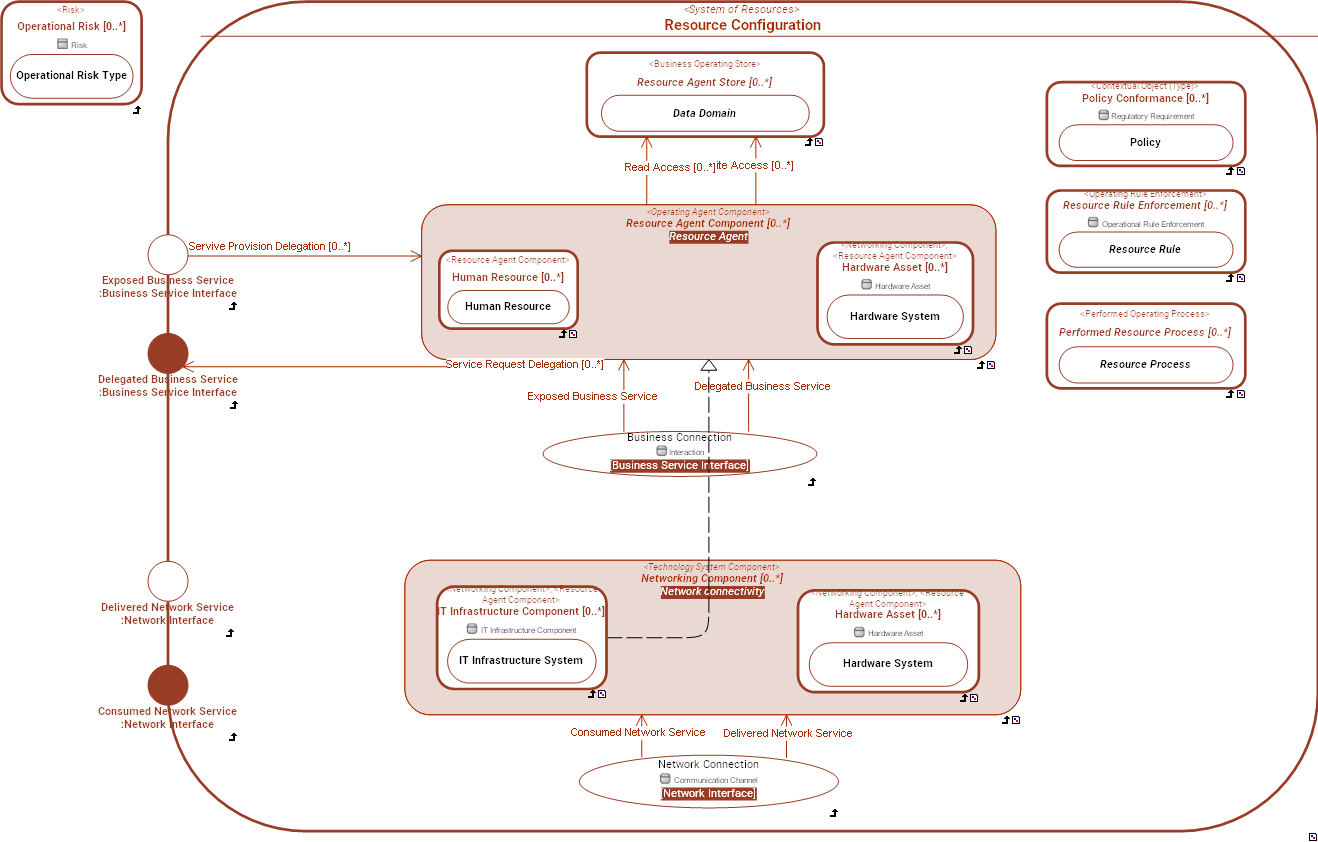 <Risk>
Operational Risk [0..*]
Risk
Operational Risk Type
<System of Resources>
Resource Configuration
<Business Operating Store>
Resource Agent Store [0..*]
Data Domain
Read Access [0..*]
ite Access [0..*]
<Contextual Object (Type)>
Policy Conformance [0..*]
Regulatory Requirement
Policy
<Operating Rule Enforcement>
Resource Rule Enforcement [0..*]
Operational Rule Enforcement
Resource Rule
<Performed Operating Process>
Performed Resource Process [0..*]
Resource Process
<Operating Agent Component>
Resource Agent Component [0..*]
Resource Agent
<Resource Agent Component>
Human Resource [0..*]
Human Resource
<Networking Component>,
<Resource Agent Component>
Hardware Asset [0..*]
Hardware Asset
Hardware System
Servive Provision Delegation [0..*]
Exposed Business Service
:Business Service Interface
Service Request Delegation [0..*]
Delegated Business Service
:Business Service Interface
Exposed Business Service
Delegated Business Service
Business Connection
Interaction
[Business Service Interface]
<Technology System Component>
Networking Component [0..*]
Network connectivity
<Networking Component>, <Resource
Agent Component>
IT Infrastructure Component [0..*]
IT Infrastructure Component
IT Infrastructure System
<Networking Component>, <Resource
Agent Component>
Hardware Asset [0..*]
Hardware Asset
Hardware System
Delivered Network Service
:Network Interface
Consumed Network Service
:Network Interface
Consumed Network Service
Delivered Network Service
Network Connection
Communication Channel
[Network Interface]